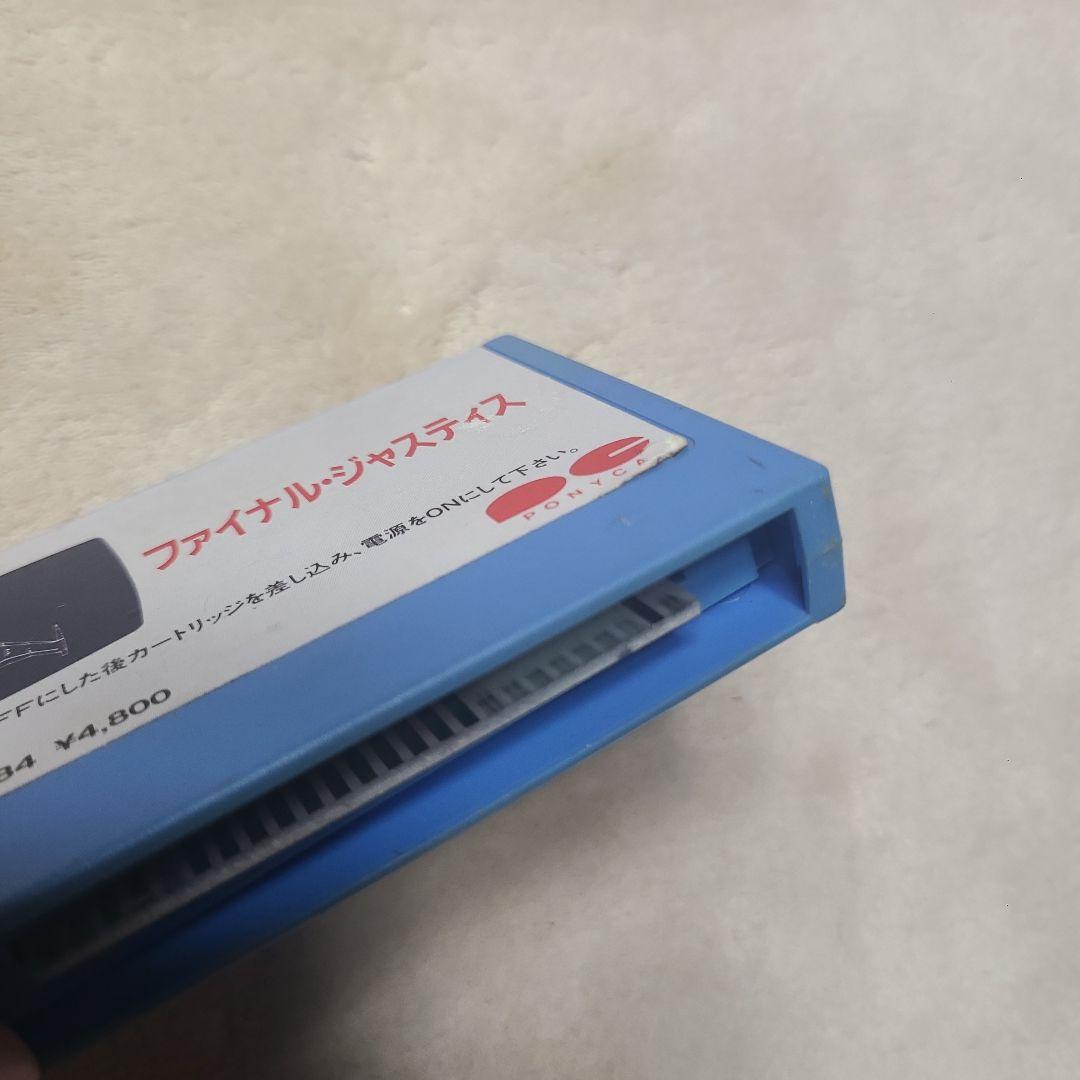 ファイナル・ジャスティス
FFにした後カートリッジを差し込み、電源をONにして下さい。
84 ¥4,800
PONYCA